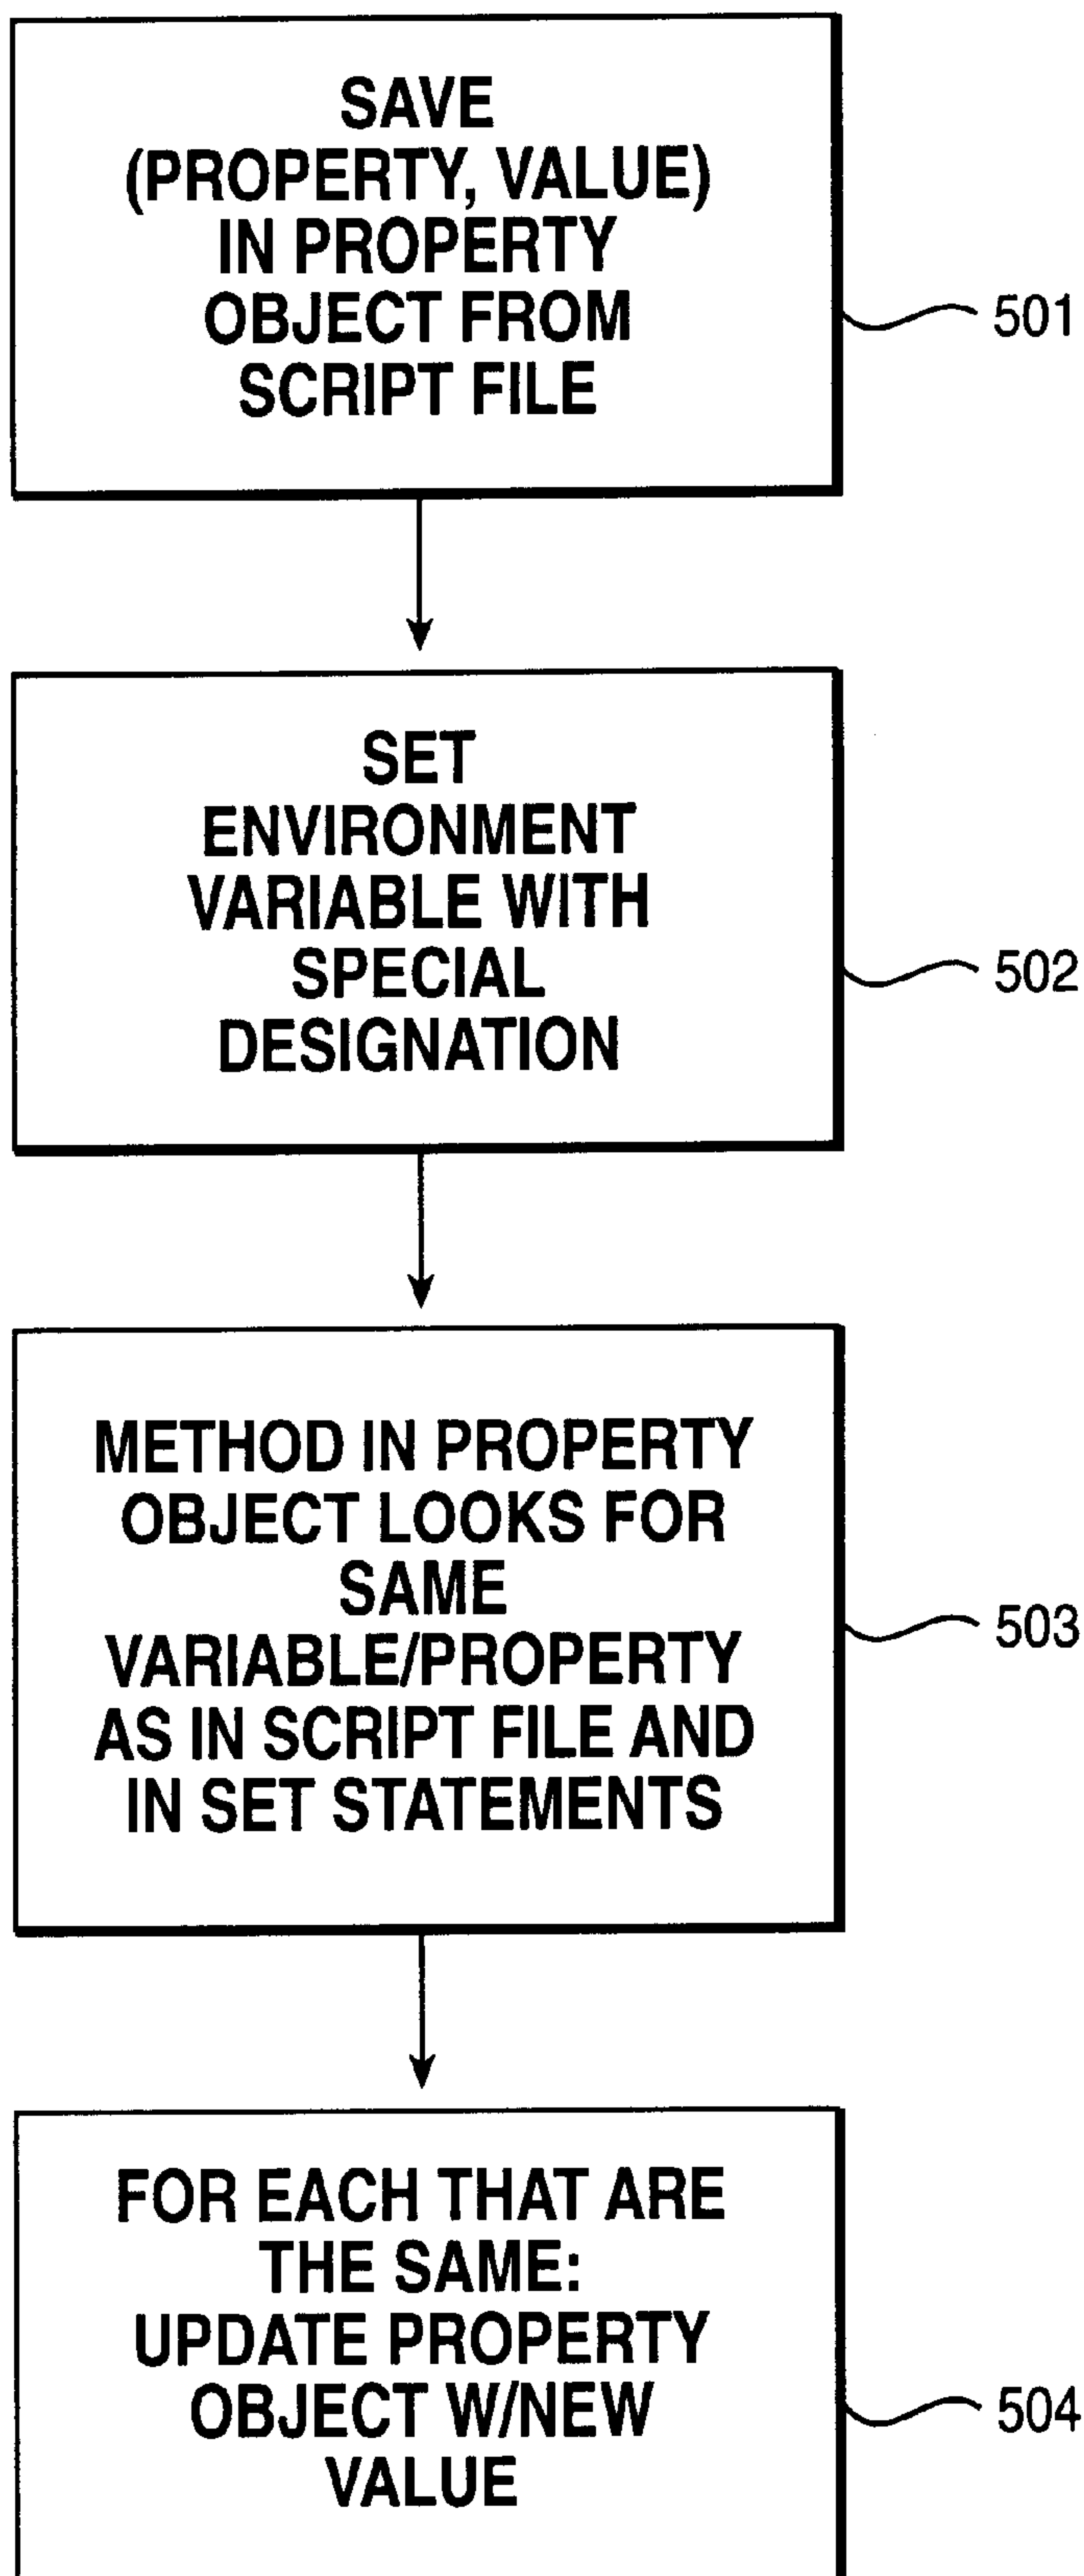 SAVE
(PROPERTY, VALUE)
IN PROPERTY
OBJECT FROM
SCRIPT FILE
501
SET
ENVIRONMENT
VARIABLE WITH
SPECIAL
DESIGNATION
502
METHOD IN PROPERTY
OBJECT LOOKS FOR
SAME
VARIABLE/PROPERTY
AS IN SCRIPT FILE AND
IN SET STATEMENTS
503
FOR EACH THAT ARE
THE SAME:
UPDATE PROPERTY
OBJECT W/NEW
VALUE
504